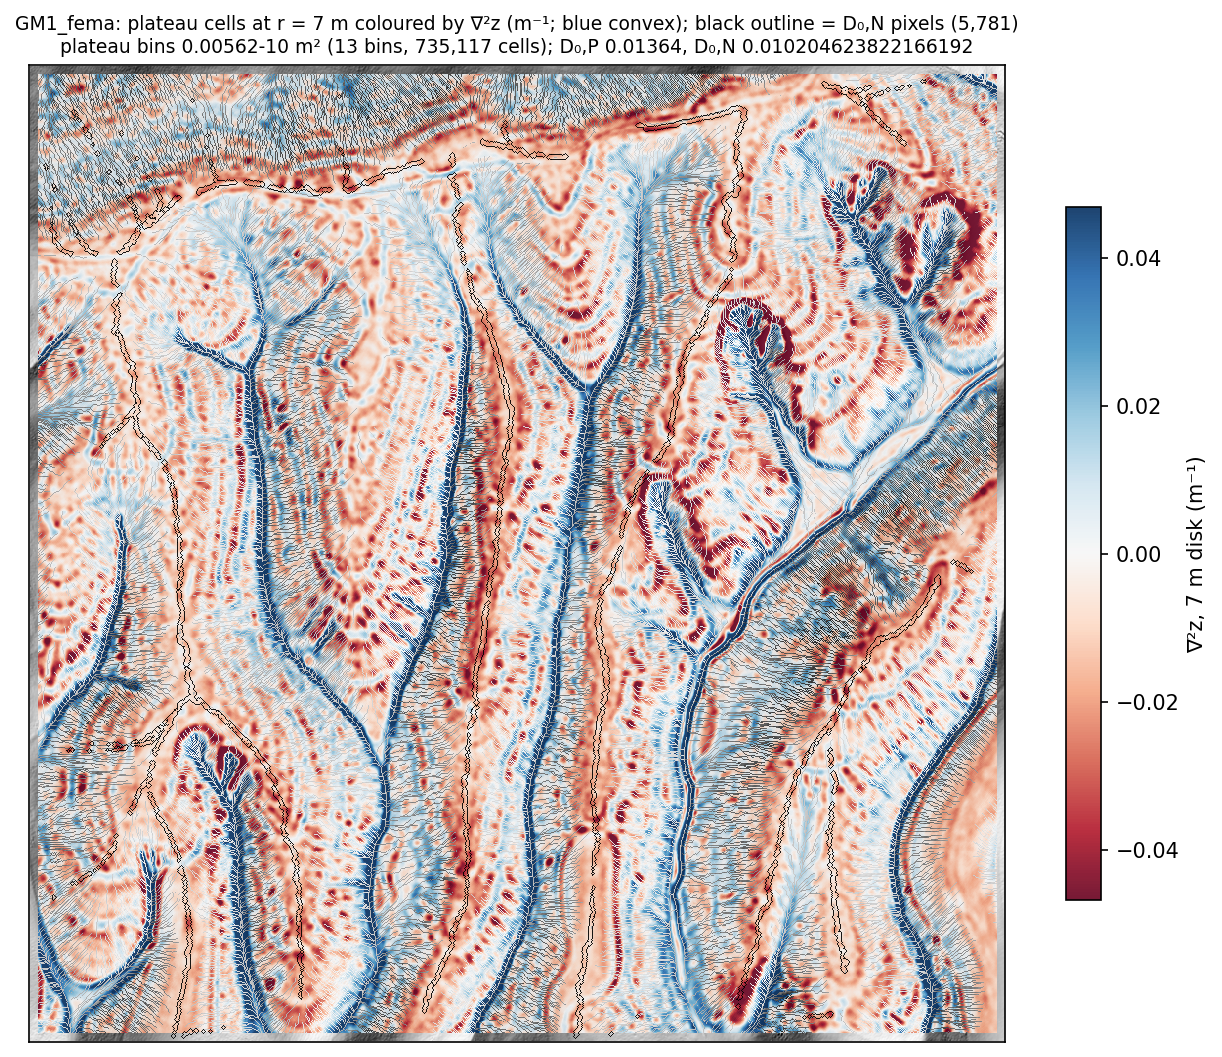 GM1_fema: plateau cells at r = 7 m coloured by ∇²z (m⁻¹; blue convex); black outline = D₀,N pixels (5,781)
plateau bins 0.00562-10 m² (13 bins, 735,117 cells); D₀,P 0.01364, D₀,N 0.010204623822166192
0.04
0.02
0.00
−0.02
−0.04
∇²z, 7 m disk (m⁻¹)